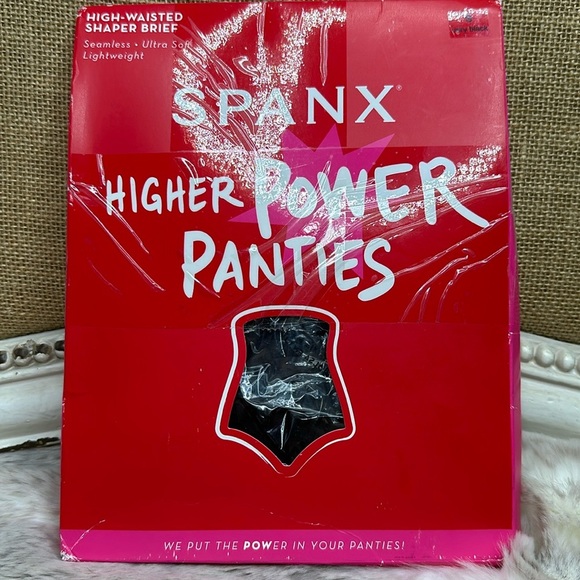 HIGH-WAISTED
SHAPER BRIEF
Seamless • Ultra Soft
Lightweight
SPANX®
HIGHER POWER
PANTIES
WE PUT THE POWER IN YOUR PANTIES!